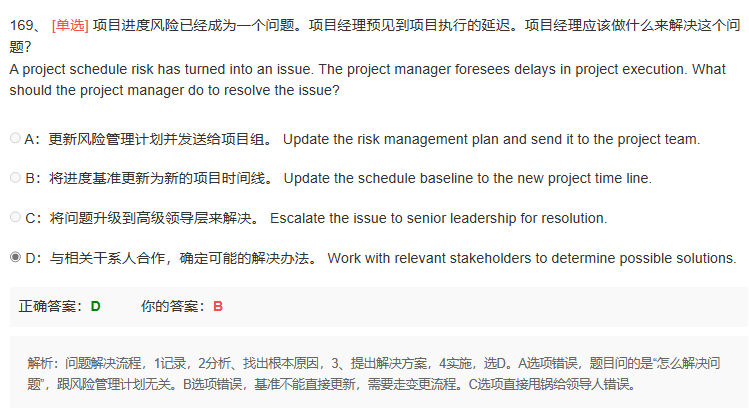 169、 [单选] 项目进度风险已经成为一个问题。项目经理预见到项目执行的延迟。项目经理应该做什么来解决这个问
题？
A project schedule risk has turned into an issue. The project manager foresees delays in project execution. What
should the project manager do to resolve the issue?
A：更新风险管理计划并发送给项目组。 Update the risk management plan and send it to the project team.
B：将进度基准更新为新的项目时间线。 Update the schedule baseline to the new project time line.
C：将问题升级到高级领导层来解决。 Escalate the issue to senior leadership for resolution.
D：与相关干系人合作，确定可能的解决办法。 Work with relevant stakeholders to determine possible solutions.
正确答案：D 你的答案：B
解析：问题解决流程，1记录，2分析、找出根本原因，3、提出解决方案，4实施，选D。A选项错误，题目问的是“怎么解决问
题”，跟风险管理计划无关。B选项错误，基准不能直接更新，需要走变更流程。C选项直接甩锅给领导人错误。